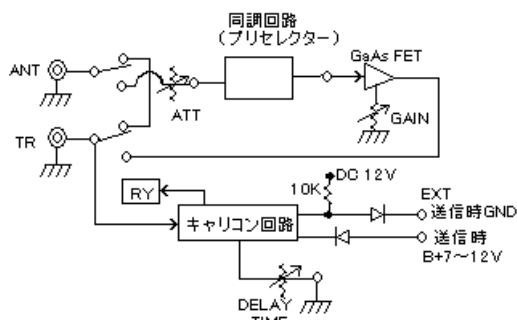 同調回路
（プリセレクター）
GaAs FET
ANT
ATT
GAIN
TR
DC 12V
10K
EXT
RY
送信時GND
キャリコン回路
送信時
B+7～12V
DELAY
TIME